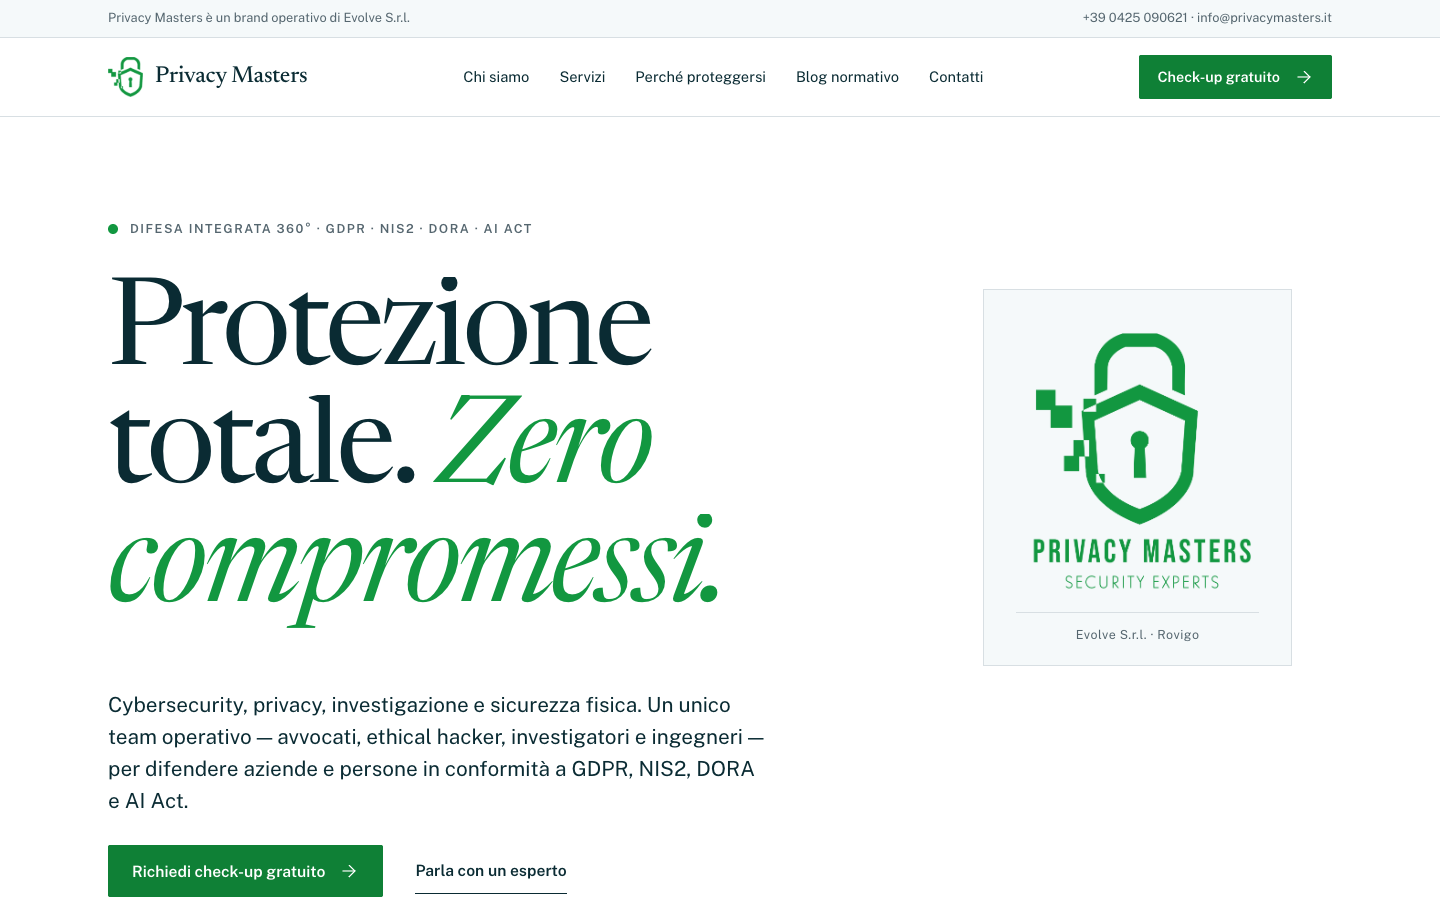 Privacy Masters è un brand operativo di Evolve S.r.l.
+39 0425 090621 · info@privacymasters.it
Privacy Masters
Chi siamo
Servizi
Perché proteggersi
Blog normativo
Contatti
Check-up gratuito
DIFESA INTEGRATA 360° · GDPR · NIS2 · DORA · AI ACT
Protezione
totale. Zero
compromessi.
PRIVACY MASTERS
SECURITY EXPERTS
Evolve S.r.l. · Rovigo
Cybersecurity, privacy, investigazione e sicurezza fisica. Un unico
team operativo — avvocati, ethical hacker, investigatori e ingegneri —
per difendere aziende e persone in conformità a GDPR, NIS2, DORA
e AI Act.
Richiedi check-up gratuito
Parla con un esperto